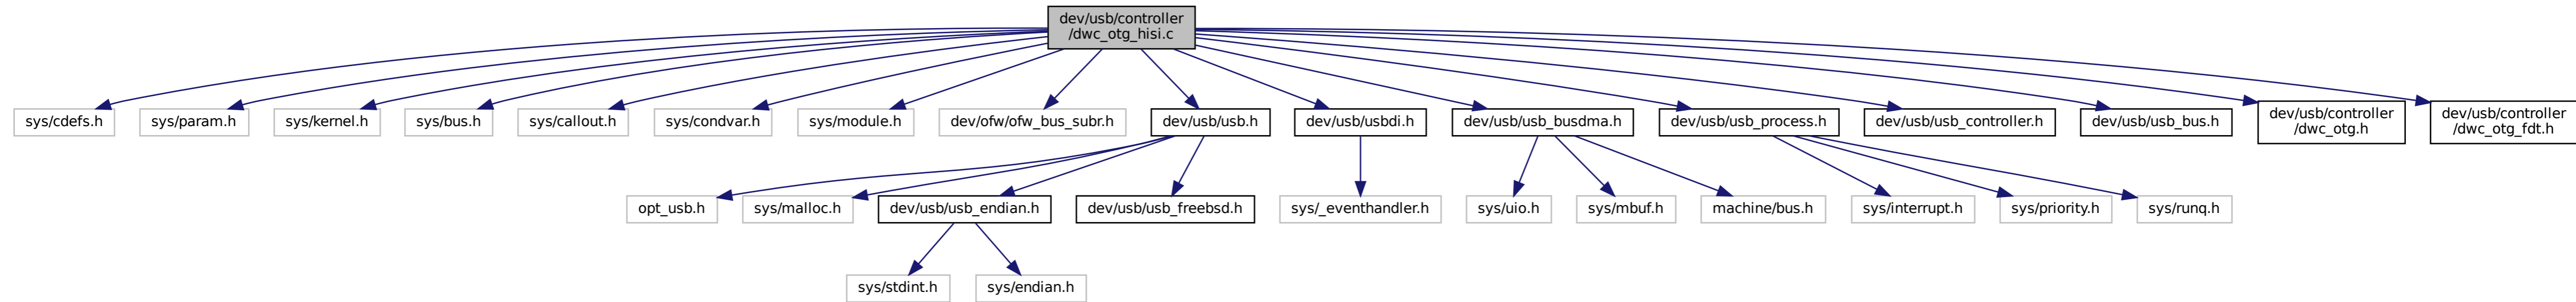 dev/usb/controller
/dwc_otg_hisi.c
sys/cdefs.h
sys/param.h
sys/kernel.h
sys/bus.h
sys/callout.h
sys/condvar.h
sys/module.h
dev/ofw/ofw_bus_subr.h
dev/usb/usb.h
dev/usb/usbdi.h
dev/usb/usb_busdma.h
dev/usb/usb_process.h
dev/usb/usb_controller.h
dev/usb/usb_bus.h
dev/usb/controller
/dwc_otg.h
dev/usb/controller
/dwc_otg_fdt.h
opt_usb.h
sys/malloc.h
dev/usb/usb_endian.h
dev/usb/usb_freebsd.h
sys/_eventhandler.h
sys/uio.h
sys/mbuf.h
machine/bus.h
sys/interrupt.h
sys/priority.h
sys/runq.h
sys/stdint.h
sys/endian.h